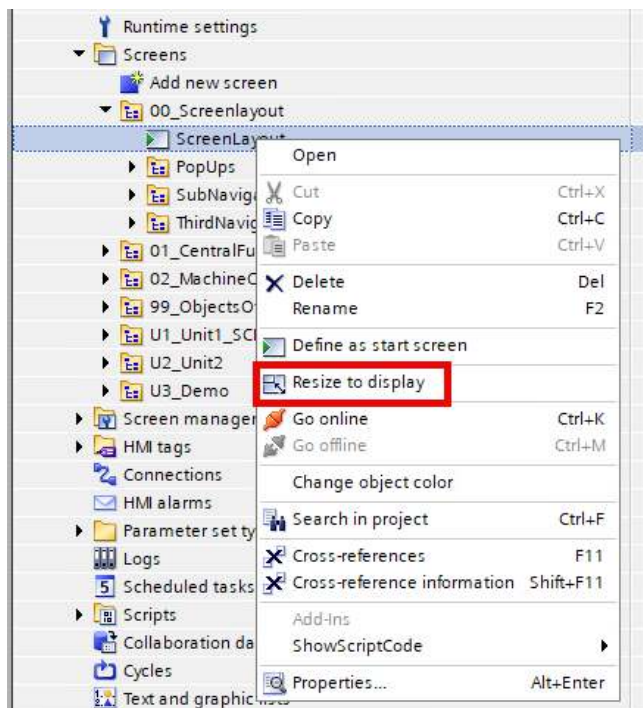 Runtime settings
Screens
Add new screen
00_Screenlayout
ScreenLayout
PopUps
SubNaviga
ThirdNavig
01_CentralFu
02_MachineC
99_ObjectsO
U1_Unit1_SC
U2_Unit2
U3_Demo
Screen manager
HMI tags
Connections
HMI alarms
Parameter set ty
Logs
Scheduled tasks
Scripts
Collaboration da
Cycles
Text and graphic lists
Open
Cut Ctrl+X
Copy Ctrl+C
Paste Ctrl+V
Delete Del
Rename F2
Define as start screen
Resize to display
Go online Ctrl+K
Go offline Ctrl+M
Change object color
Search in project Ctrl+F
Cross-references F11
Cross-reference information Shift+F11
Add-Ins
ShowScriptCode
Properties... Alt+Enter